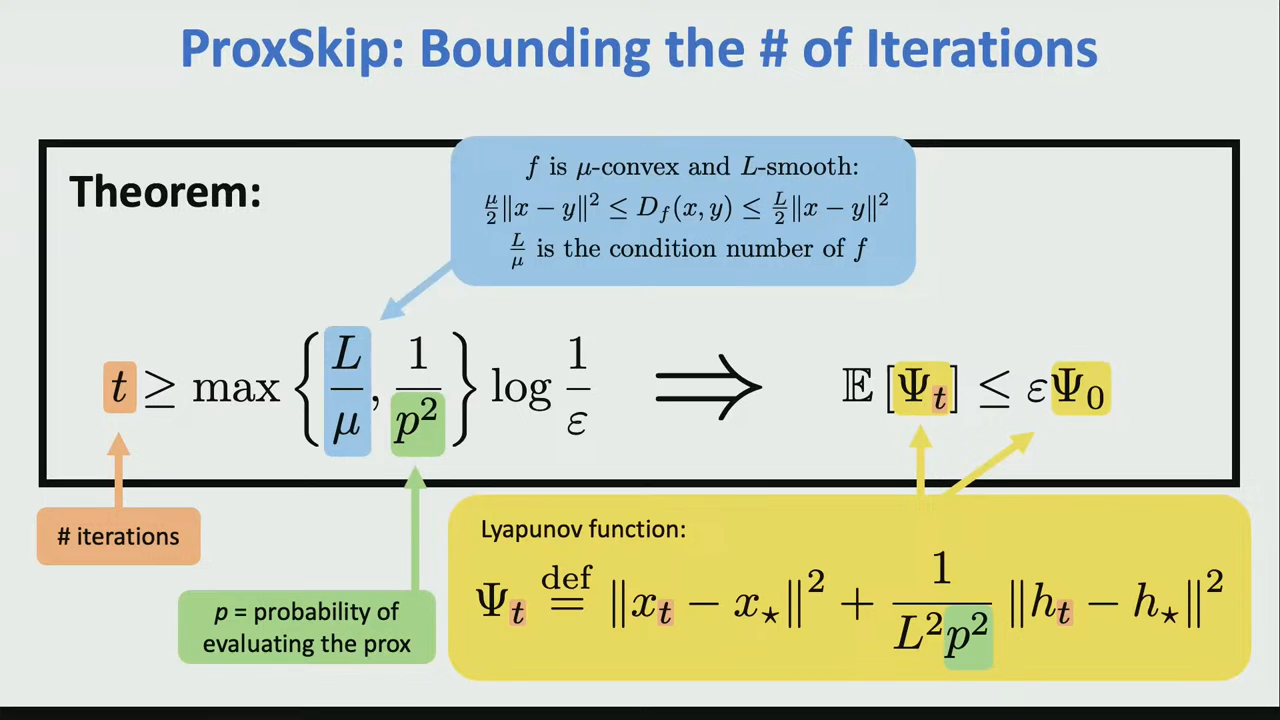 ProxSkip: Bounding the # of Iterations
Theorem:
f is μ-convex and L-smooth:
μ/2 ‖x − y‖² ≤ D_f(x, y) ≤ L/2 ‖x − y‖²
L/μ is the condition number of f
t ≥ max { L/μ, 1/p² } log 1/ε ⟹ 𝔼 [Ψ_t] ≤ εΨ_0
# iterations
p = probability of
evaluating the prox
Lyapunov function:
Ψ_t def= ‖x_t − x_⋆‖² + 1/(L²p²) ‖h_t − h_⋆‖²